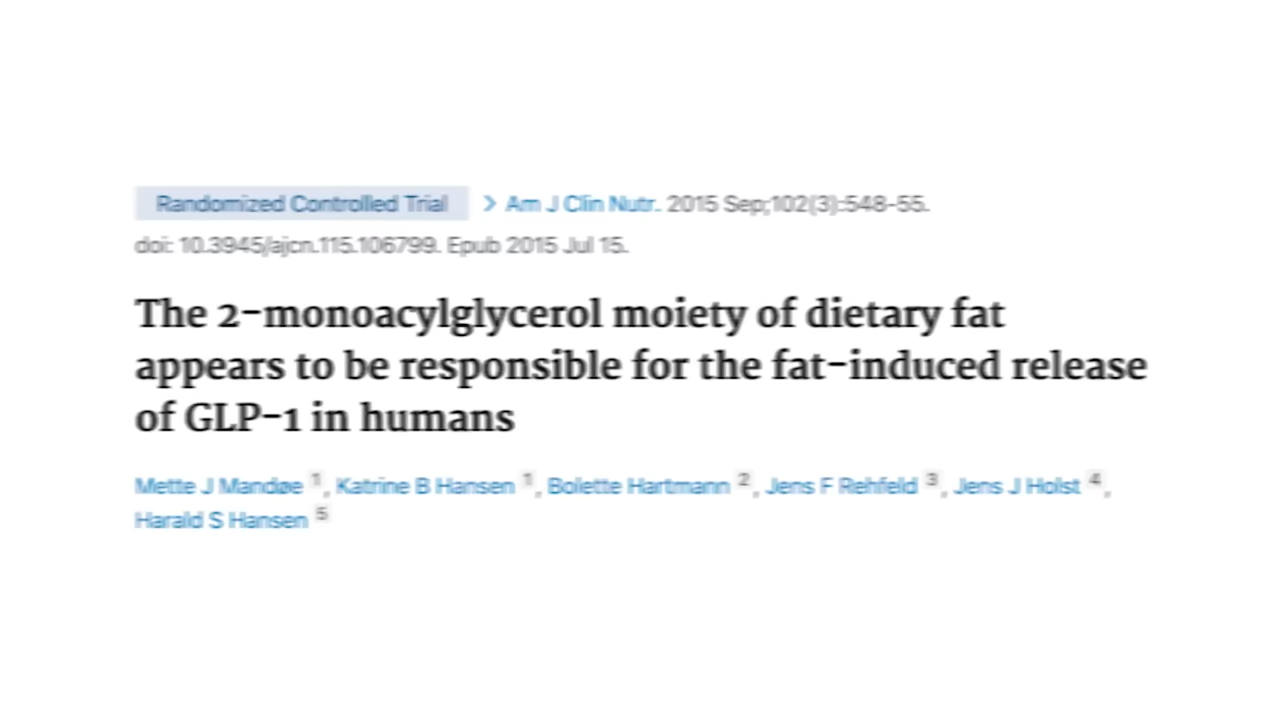 Randomized Controlled Trial > Am J Clin Nutr. 2015 Sep;102(3):548-55.
doi: 10.3945/ajcn.115.106799. Epub 2015 Jul 15.
The 2-monoacylglycerol moiety of dietary fat
appears to be responsible for the fat-induced release
of GLP-1 in humans
Mette J Mandøe 1, Katrine B Hansen 1, Bolette Hartmann 2, Jens F Rehfeld 3, Jens J Holst 4,
Harald S Hansen 5